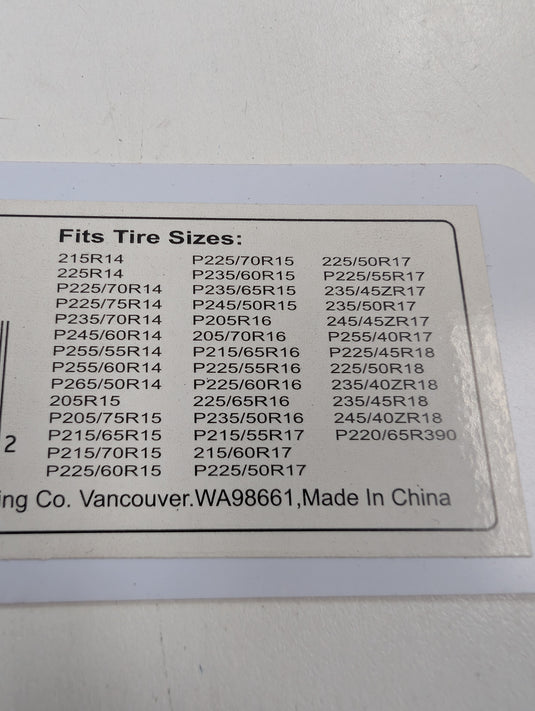 Fits Tire Sizes:
215R14
225R14
P225/70R14
P225/75R14
P235/70R14
P245/60R14
P255/55R14
P255/60R14
P265/50R14
205R15
P205/75R15
P215/65R15
P215/70R15
P225/60R15
P225/70R15
P235/60R15
P235/65R15
P245/50R15
P205R16
205/70R16
P215/65R16
P225/55R16
P225/60R16
225/65R16
P235/50R16
P215/55R17
215/60R17
P225/50R17
225/50R17
P225/55R17
235/45ZR17
235/50R17
245/45ZR17
P255/40R17
P225/45R18
225/50R18
235/40ZR18
235/45R18
245/40ZR18
P220/65R390
2
ing Co. Vancouver.WA98661,Made In China